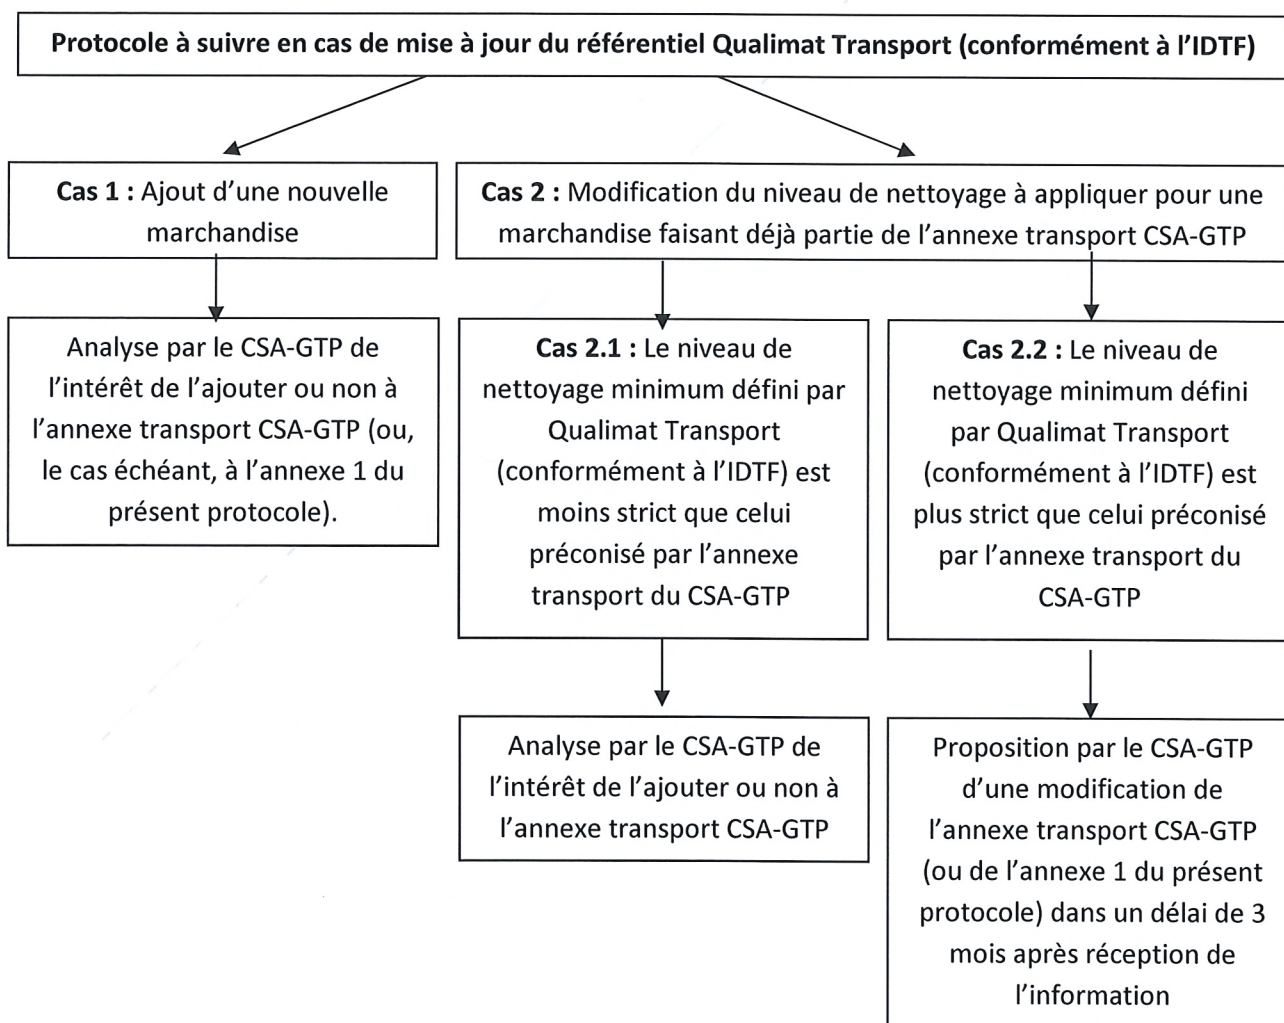 Protocole à suivre en cas de mise à jour du référentiel Qualimat Transport (conformément à l’IDTF)
Cas 1 : Ajout d’une nouvelle
marchandise
Cas 2 : Modification du niveau de nettoyage à appliquer pour une
marchandise faisant déjà partie de l’annexe transport CSA-GTP
Analyse par le CSA-GTP de
l’intérêt de l’ajouter ou non à
l’annexe transport CSA-GTP (ou,
le cas échéant, à l’annexe 1 du
présent protocole).
Cas 2.1 : Le niveau de
nettoyage minimum défini par
Qualimat Transport
(conformément à l’IDTF) est
moins strict que celui
préconisé par l’annexe
transport du CSA-GTP
Cas 2.2 : Le niveau de
nettoyage minimum défini
par Qualimat Transport
(conformément à l’IDTF) est
plus strict que celui préconisé
par l’annexe transport du
CSA-GTP
Analyse par le CSA-GTP de
l’intérêt de l’ajouter ou non à
l’annexe transport CSA-GTP
Proposition par le CSA-GTP
d’une modification de
l’annexe transport CSA-GTP
(ou de l’annexe 1 du présent
protocole) dans un délai de 3
mois après réception de
l’information